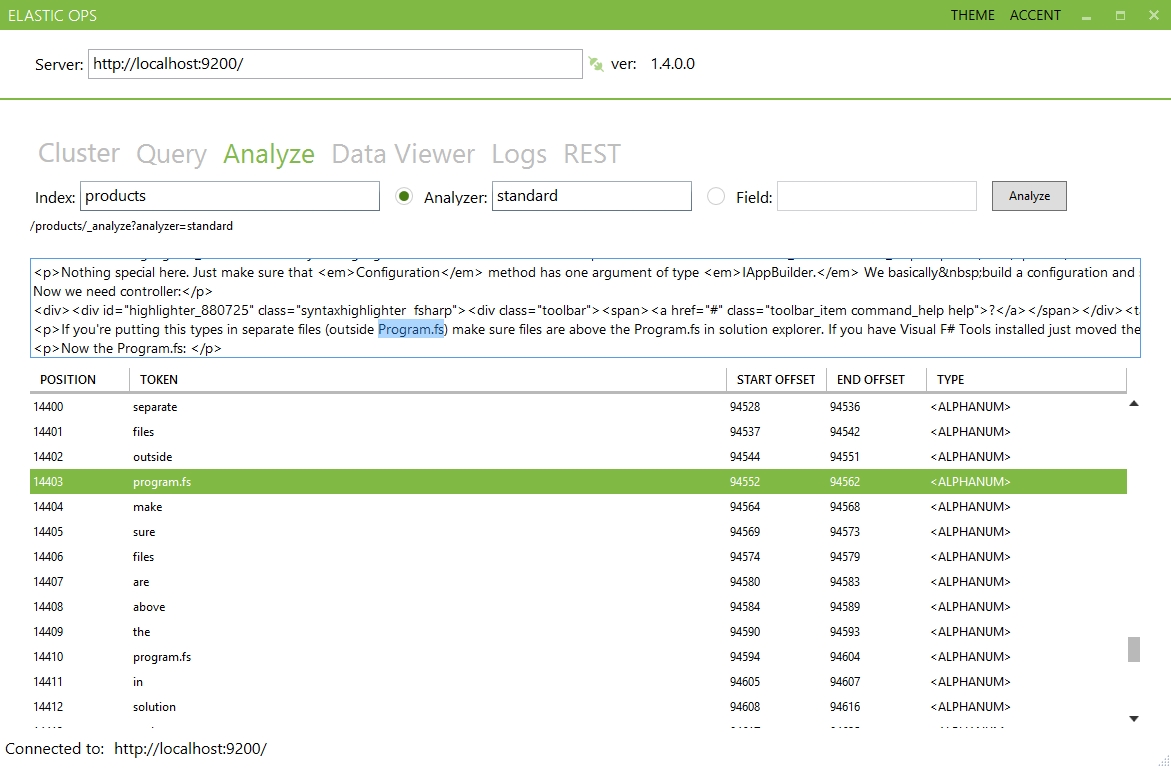 ELASTIC OPS THEME ACCENT
Server: http://localhost:9200/ ver: 1.4.0.0
Cluster Query Analyze Data Viewer Logs REST
Index: products Analyzer: standard Field: Analyze
/products/_analyze?analyzer=standard
<p>Nothing special here. Just make sure that <em>Configuration</em> method has one argument of type <em>IAppBuilder.</em> We basically&nbsp;build a configuration and
Now we need controller:</p>
<div><div id="highlighter_880725" class="syntaxhighlighter  fsharp"><div class="toolbar"><span><a href="#" class="toolbar_item command_help help">?</a></span></div><t
<p>If you're putting this types in separate files (outside Program.fs) make sure files are above the Program.fs in solution explorer. If you have Visual F# Tools installed just moved the
<p>Now the Program.fs: </p>
POSITION TOKEN START OFFSET END OFFSET TYPE
14400 separate 94528 94536 <ALPHANUM>
14401 files 94537 94542 <ALPHANUM>
14402 outside 94544 94551 <ALPHANUM>
14403 program.fs 94552 94562 <ALPHANUM>
14404 make 94564 94568 <ALPHANUM>
14405 sure 94569 94573 <ALPHANUM>
14406 files 94574 94579 <ALPHANUM>
14407 are 94580 94583 <ALPHANUM>
14408 above 94584 94589 <ALPHANUM>
14409 the 94590 94593 <ALPHANUM>
14410 program.fs 94594 94604 <ALPHANUM>
14411 in 94605 94607 <ALPHANUM>
14412 solution 94608 94616 <ALPHANUM>
Connected to: http://localhost:9200/